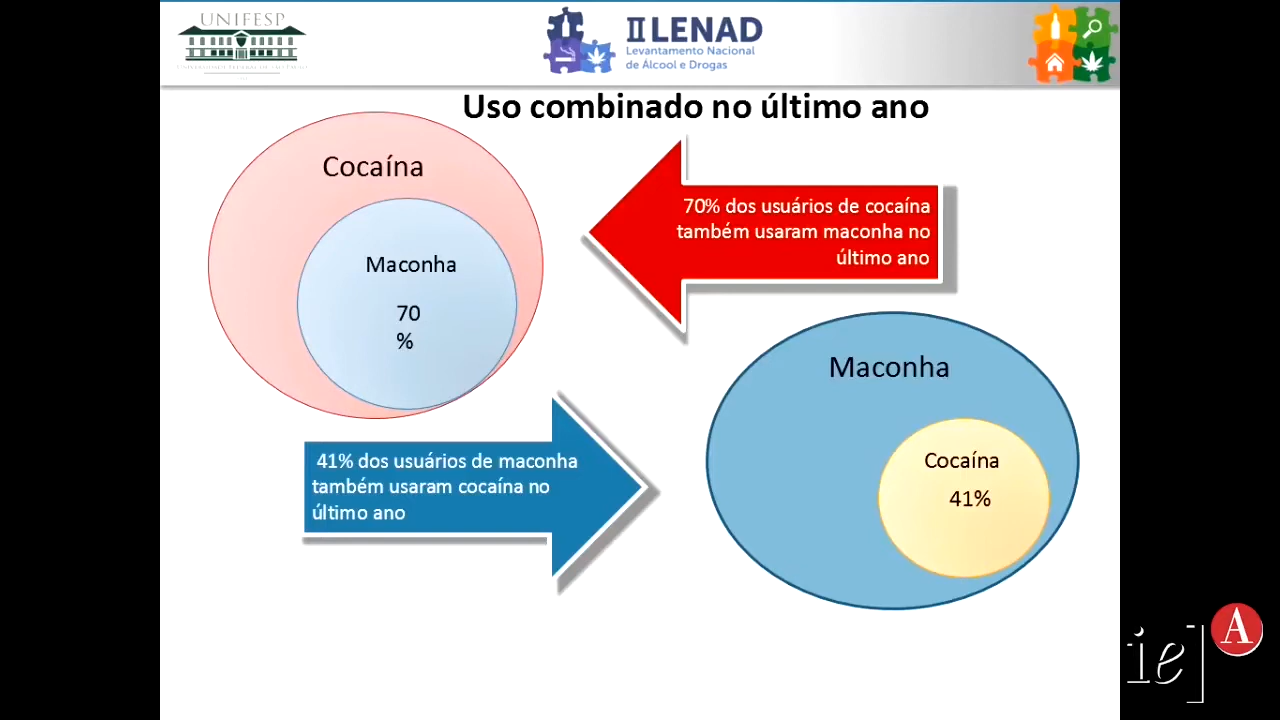 UNIFESP
II LENAD
Levantamento Nacional
de Álcool e Drogas
Uso combinado no último ano
Cocaína
Maconha
70
%
70% dos usuários de cocaína
também usaram maconha no
último ano
Maconha
Cocaína
41%
41% dos usuários de maconha
também usaram cocaína no
último ano
ie]
A